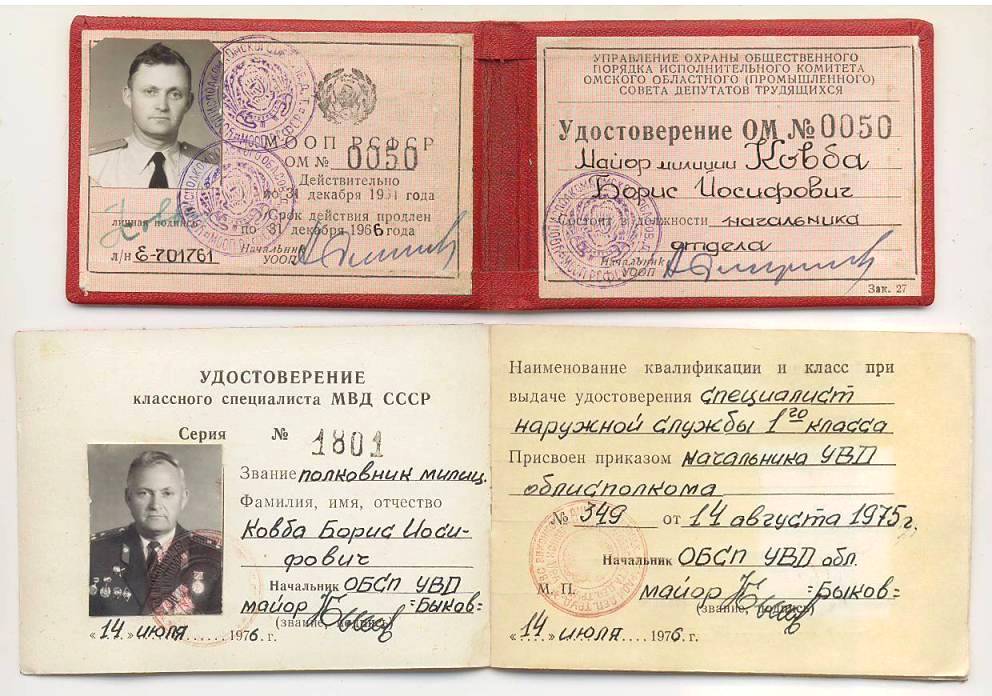 МООП РСФСР
ОМ № 0050
Действительно
по 31 декабря 1964 года
Срок действия продлен
по 31 декабря 1966 года
личная подпись
Начальник
УООП
л/н Е-701761
УПРАВЛЕНИЕ ОХРАНЫ ОБЩЕСТВЕННОГО
ПОРЯДКА ИСПОЛНИТЕЛЬНОГО КОМИТЕТА
ОМСКОГО ОБЛАСТНОГО (ПРОМЫШЛЕННОГО)
СОВЕТА ДЕПУТАТОВ ТРУДЯЩИХСЯ
Удостоверение ОМ № 0050
Майор милиции Ковба
Борис Иосифович
состоит в должности начальника
отдела
Начальник
УООП
Зак. 27
УДОСТОВЕРЕНИЕ
классного специалиста МВД СССР
Серия № 1801
Звание полковник милиц.
Фамилия, имя, отчество
Ковба Борис Иоси-
фович
Начальник ОБСП УВД
майор =Быков=
(звание, подпись)
"14" июля 1976 г.
Наименование квалификации и класс при
выдаче удостоверения специалист
наружной службы 1го класса
Присвоен приказом начальника УВД
облисполкома
№ 349 от 14 августа 1975 г.
Начальник ОБСП УВД обл.
М. П. майор =Быков=
(звание, подпись)
"14" июля 1976 г.